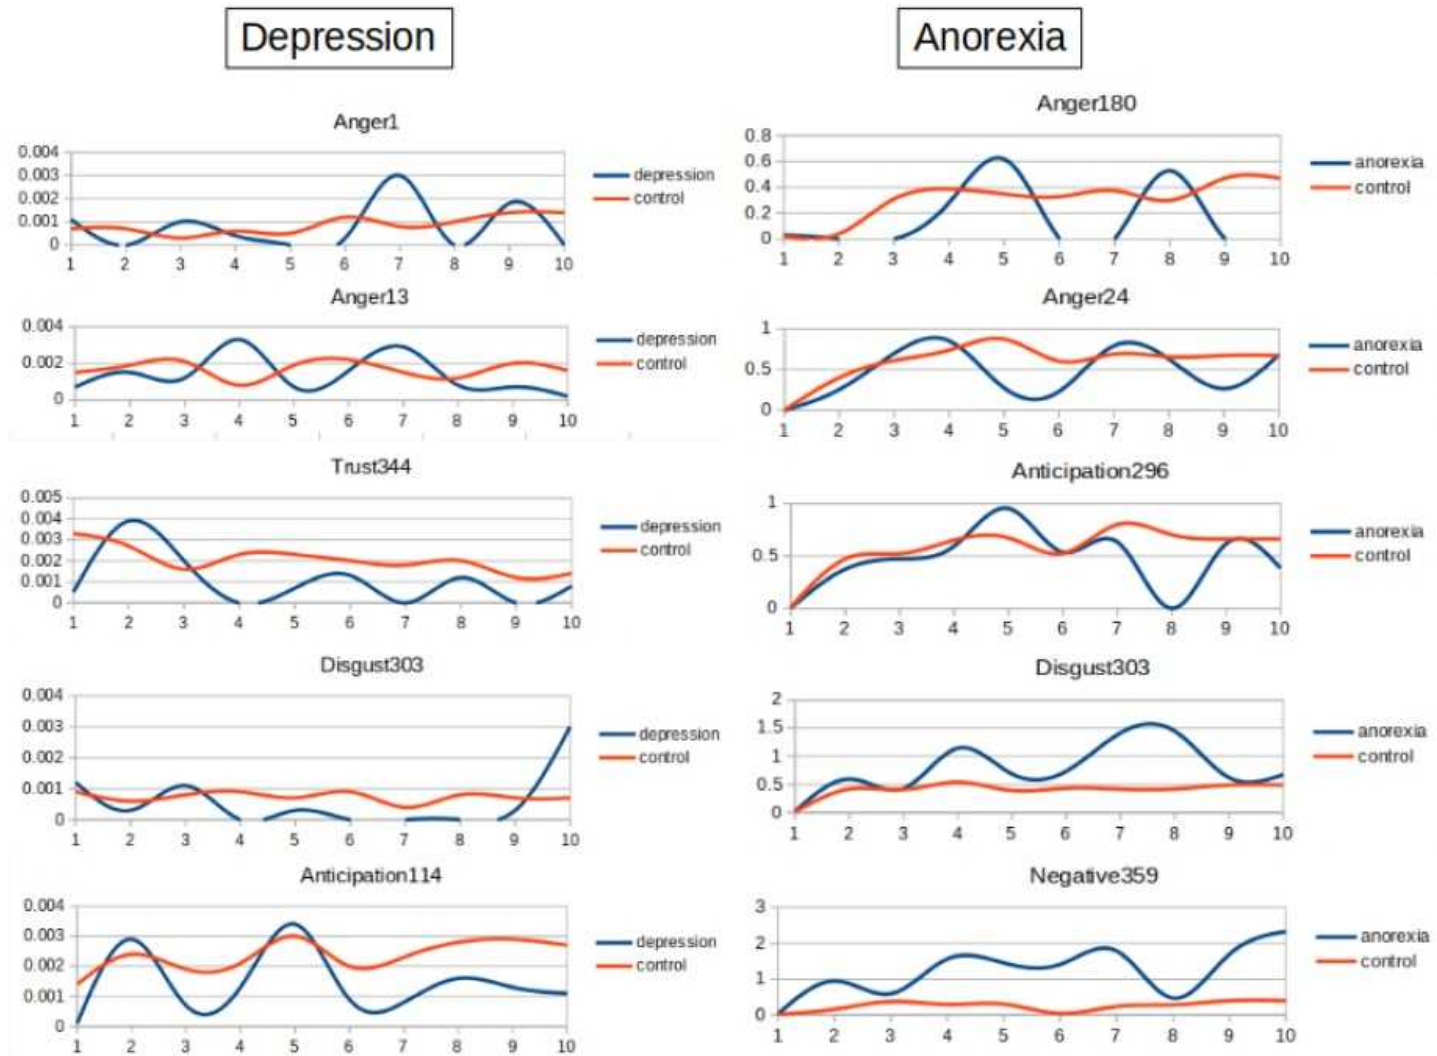 Depression
Anger1
0.004
0.003
0.002
0.001
0
1 2 3 4 5 6 7 8 9 10
depression
control
Anger13
0.004
0.002
0
1 2 3 4 5 6 7 8 9 10
depression
control
Trust344
0.005
0.004
0.003
0.002
0.001
0
1 2 3 4 5 6 7 8 9 10
depression
control
Disgust303
0.004
0.003
0.002
0.001
0
1 2 3 4 5 6 7 8 9 10
depression
control
Anticipation114
0.004
0.003
0.002
0.001
0
1 2 3 4 5 6 7 8 9 10
depression
control
Anorexia
Anger180
0.8
0.6
0.4
0.2
0
1 2 3 4 5 6 7 8 9 10
anorexia
control
Anger24
1
0.5
0
1 2 3 4 5 6 7 8 9 10
anorexia
control
Anticipation296
1
0.5
0
1 2 3 4 5 6 7 8 9 10
anorexia
control
Disgust303
2
1.5
1
0.5
0
1 2 3 4 5 6 7 8 9 10
anorexia
control
Negative359
3
2
1
0
1 2 3 4 5 6 7 8 9 10
anorexia
control